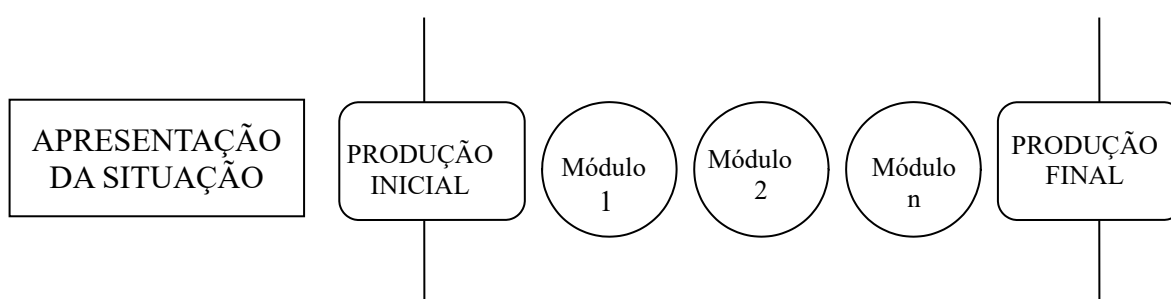 APRESENTAÇÃO
DA SITUAÇÃO
PRODUÇÃO
INICIAL
Módulo
1
Módulo
2
Módulo
n
PRODUÇÃO
FINAL